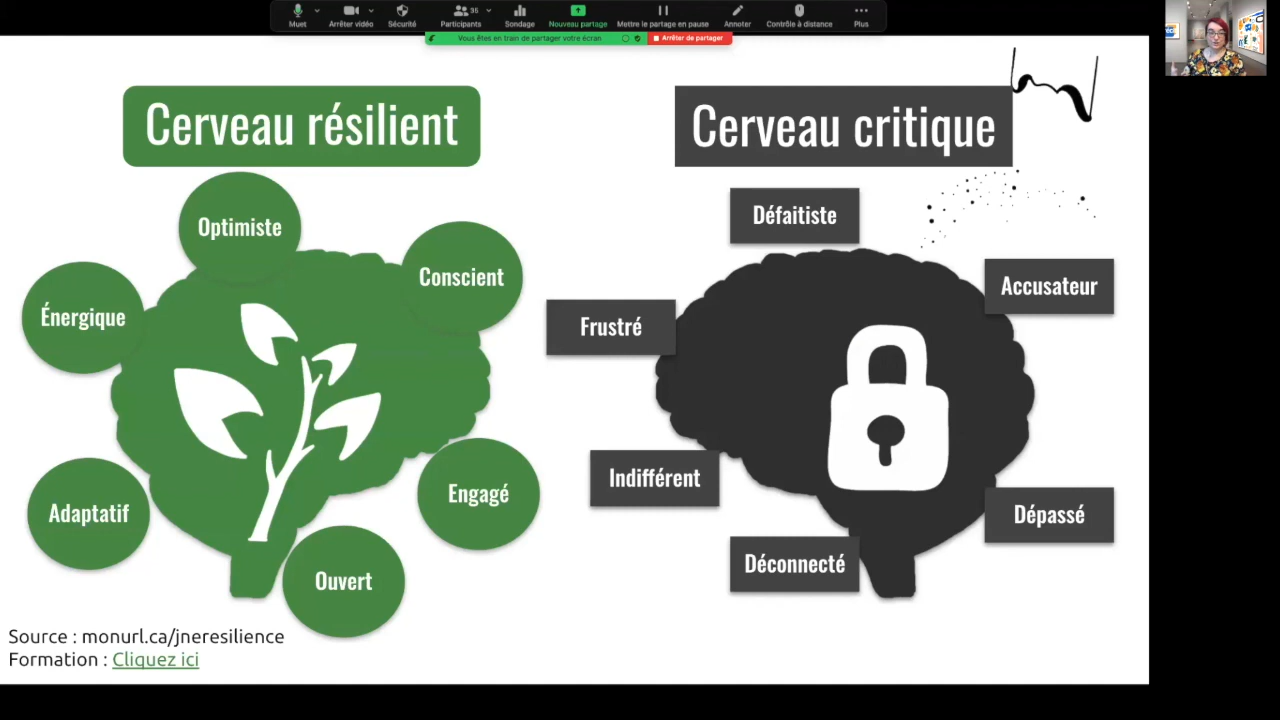 Muet
Arrêter vidéo
Sécurité
35
Participants
Sondage
Nouveau partage
Mettre le partage en pause
Annoter
Contrôle à distance
Plus
Vous êtes en train de partager votre écran
Arrêter de partager
Cerveau résilient
Optimiste
Conscient
Énergique
Adaptatif
Engagé
Ouvert
Cerveau critique
Défaitiste
Accusateur
Frustré
Indifférent
Dépassé
Déconnecté
Source : monurl.ca/jneresilience
Formation : Cliquez ici